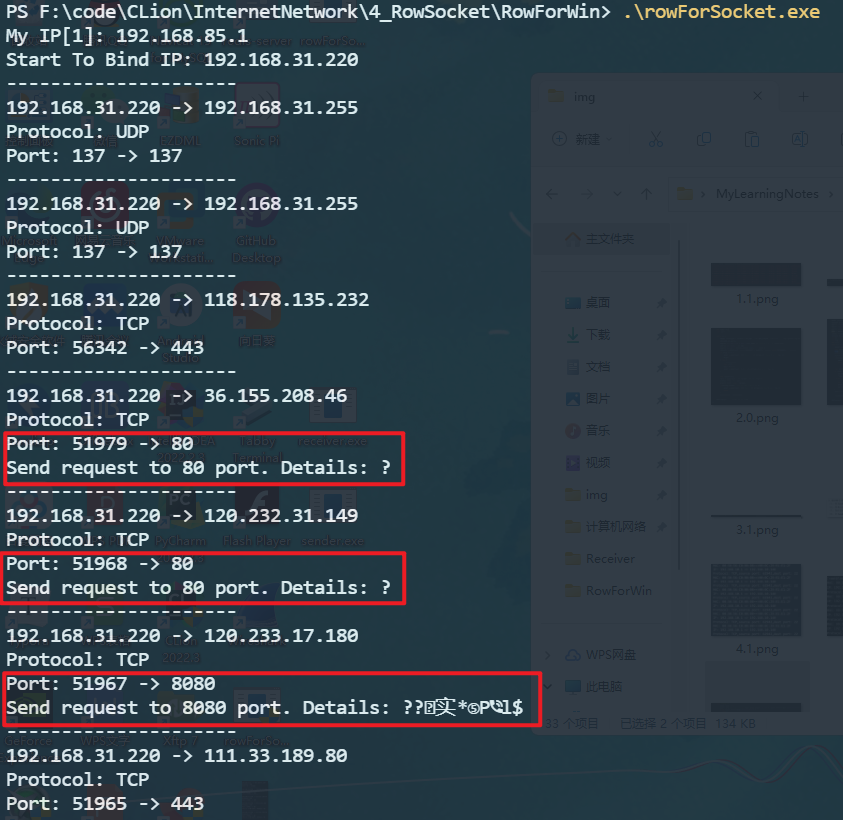 PS F:\code\CLion\InternetNetwork\4_RowSocket\RowForWin> .\rowForSocket.exe
My IP[1]: 192.168.85.1
Start To Bind IP: 192.168.31.220
---------------------
192.168.31.220 -> 192.168.31.255
Protocol: UDP
Port: 137 -> 137
---------------------
192.168.31.220 -> 192.168.31.255
Protocol: UDP
Port: 137 -> 137
---------------------
192.168.31.220 -> 118.178.135.232
Protocol: TCP
Port: 56342 -> 443
---------------------
192.168.31.220 -> 36.155.208.46
Protocol: TCP
Port: 51979 -> 80
Send request to 80 port. Details: ?
---------------------
192.168.31.220 -> 120.232.31.149
Protocol: TCP
Port: 51968 -> 80
Send request to 80 port. Details: ?
---------------------
192.168.31.220 -> 120.233.17.180
Protocol: TCP
Port: 51967 -> 8080
Send request to 8080 port. Details: ??实*
---------------------
192.168.31.220 -> 111.33.189.80
Protocol: TCP
Port: 51965 -> 443
img
新建
MyLearningNotes
主文件夹
桌面
下载
文档
图片
音乐
视频
img
计算机网络
Receiver
RowForWin
WPS网盘
此电脑
1.1.png
2.0.png
3.1.png
4.1.png
33 个项目 已选择 2 个项目 134 KB
Sonic Pi
GitHub
Desktop
Flash Player
sender.exe
receiver.exe